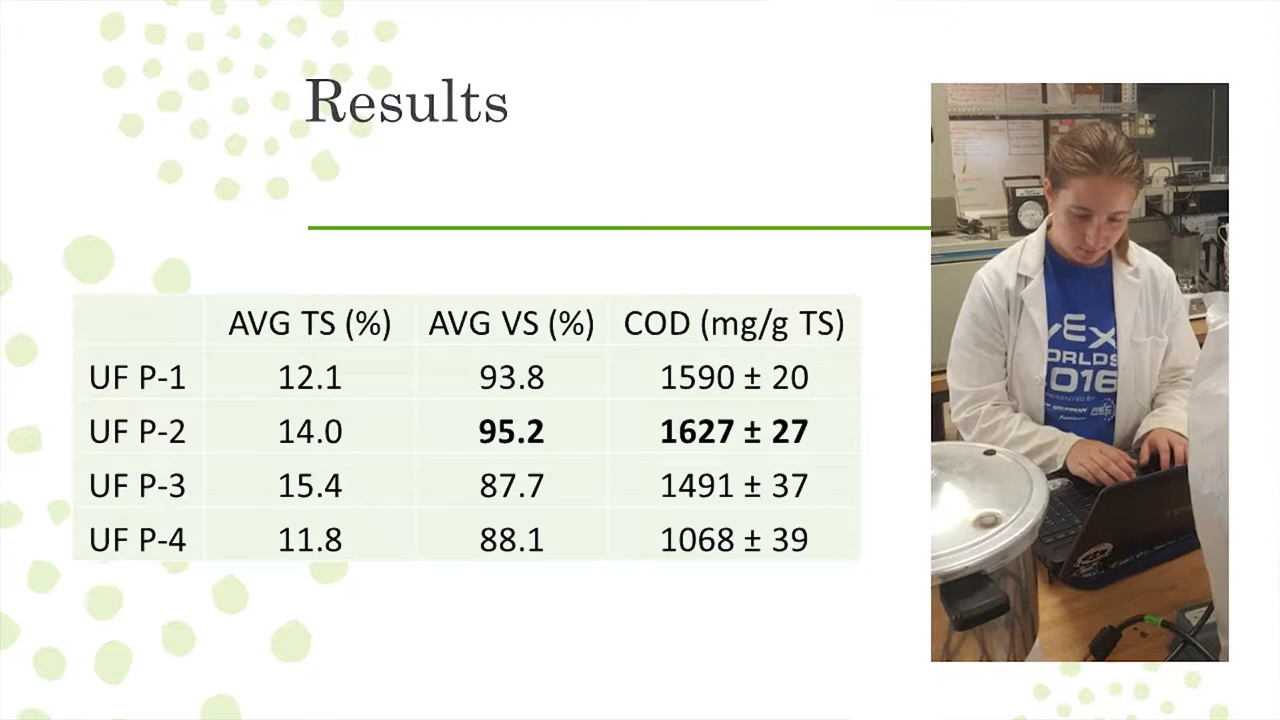 Results
AVG TS (%) AVG VS (%) COD (mg/g TS)
UF P-1 12.1 93.8 1590 ± 20
UF P-2 14.0 95.2 1627 ± 27
UF P-3 15.4 87.7 1491 ± 37
UF P-4 11.8 88.1 1068 ± 39
VEX
WORLDS
2016
PRESENTED BY